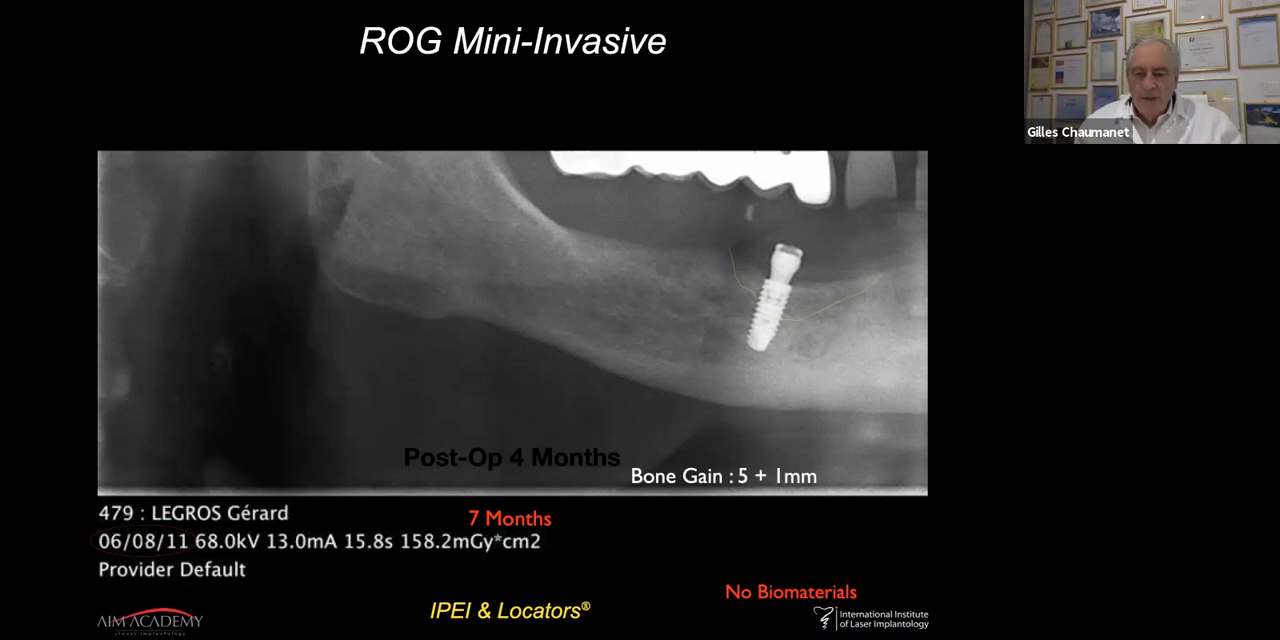 ROG Mini-Invasive
Gilles Chaumanet
Post-Op 4 Months
Bone Gain : 5 + 1mm
479 : LEGROS Gérard
7 Months
06/08/11 68.0kV 13.0mA 15.8s 158.2mGy*cm2
Provider Default
No Biomaterials
IPEI & Locators®
AIM ACADEMY
International Institute
of Laser Implantology